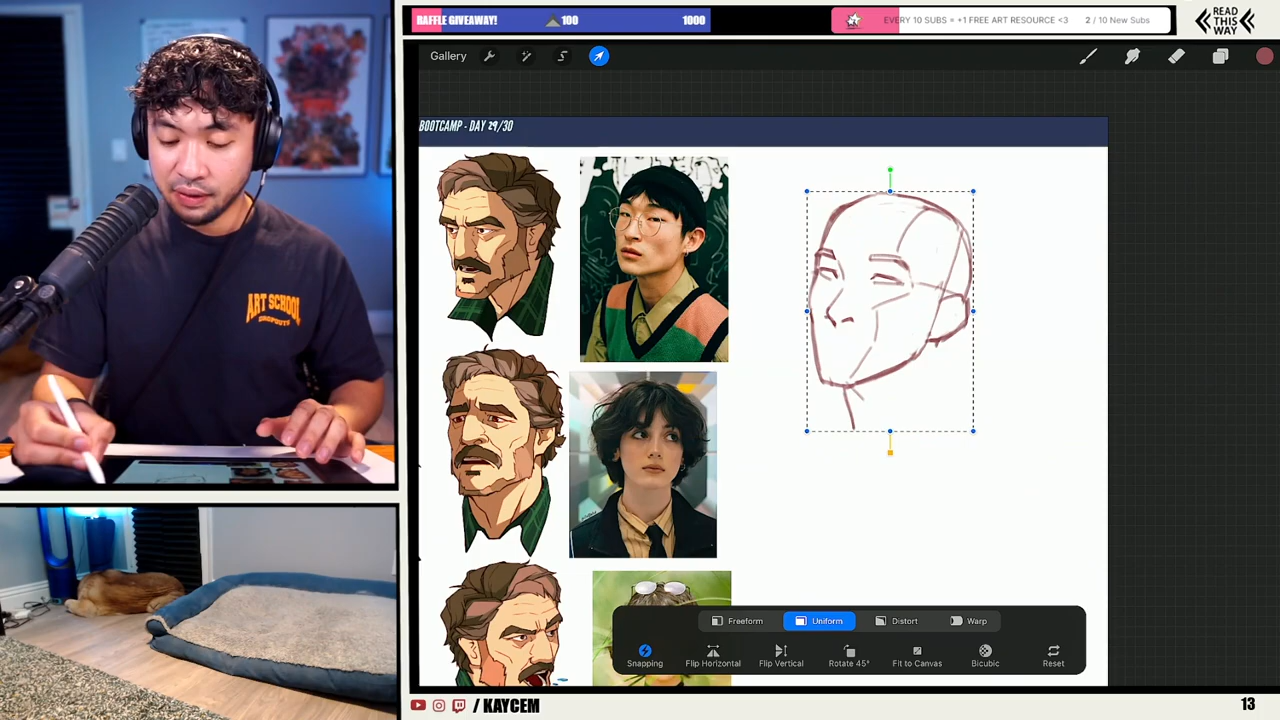 RAFFLE GIVEAWAY!
100
1000
EVERY 10 SUBS = +1 FREE ART RESOURCE <3
2 / 10 New Subs
READ
THIS
WAY
Gallery
BOOTCAMP - DAY 29/30
ART SCHOOL
DROPOUTS
Freeform
Uniform
Distort
Warp
Snapping
Flip Horizontal
Flip Vertical
Rotate 45°
Fit to Canvas
Bicubic
Reset
/ KAYCEM
13